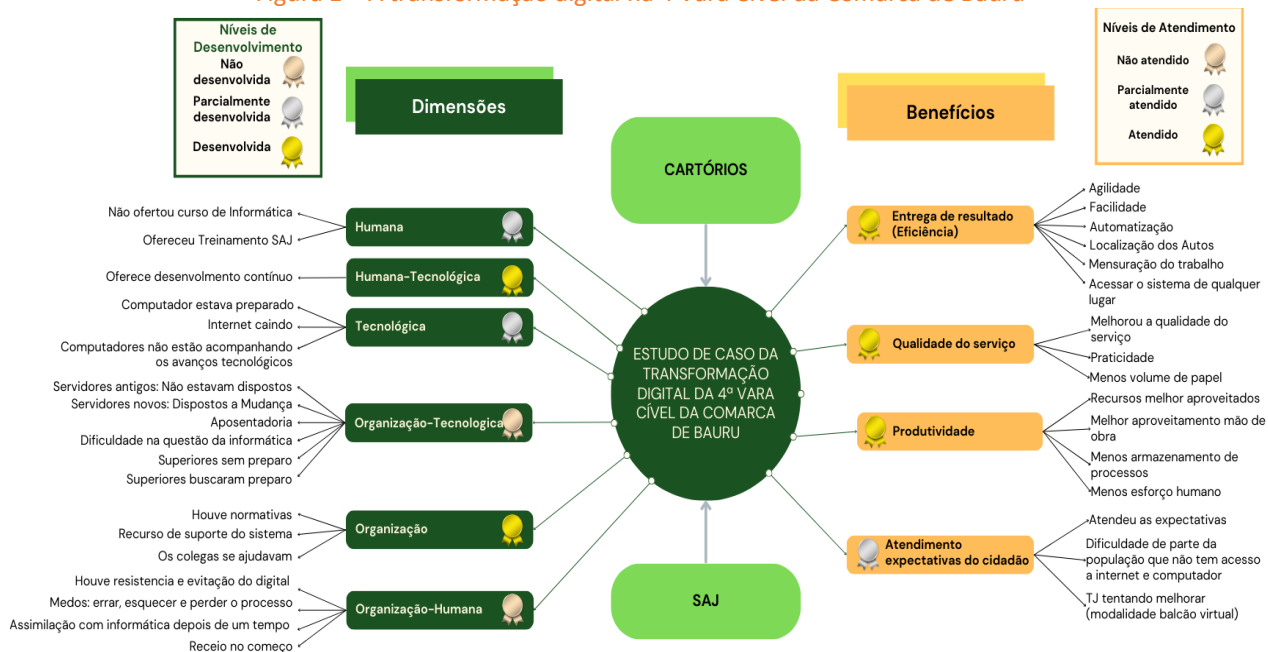 Níveis de
Desenvolvimento
Não
desenvolvida
Parcialmente
desenvolvida
Desenvolvida
Dimensões
CARTÓRIOS
Benefícios
Níveis de Atendimento
Não atendido
Parcialmente
atendido
Atendido
Não ofertou curso de Informática
Ofereceu Treinamento SAJ
Humana
Oferece desenvolmento contínuo
Humana-Tecnológica
Computador estava preparado
Internet caindo
Computadores não estão acompanhando
os avanços tecnológicos
Tecnológica
Servidores antigos: Não estavam dispostos
Servidores novos: Dispostos a Mudança
Aposentadoria
Dificuldade na questão da informática
Superiores sem preparo
Superiores buscaram preparo
Organização-Tecnologica
Houve normativas
Recurso de suporte do sistema
Os colegas se ajudavam
Organização
Houve resistencia e evitação do digital
Medos: errar, esquecer e perder o processo
Assimilação com informática depois de um tempo
Receio no começo
Organização-Humana
ESTUDO DE CASO DA
TRANSFORMAÇÃO
DIGITAL DA 4ª VARA
CÍVEL DA COMARCA
DE BAURU
SAJ
Entrega de resultado
(Eficiência)
Agilidade
Facilidade
Automatização
Localização dos Autos
Mensuração do trabalho
Acessar o sistema de qualquer
lugar
Qualidade do serviço
Melhorou a qualidade do
serviço
Praticidade
Menos volume de papel
Produtividade
Recursos melhor aproveitados
Melhor aproveitamento mão de
obra
Menos armazenamento de
processos
Menos esforço humano
Atendimento
expectativas do cidadão
Atendeu as expectativas
Dificuldade de parte da
população que não tem acesso
a internet e computador
TJ tentando melhorar
(modalidade balcão virtual)